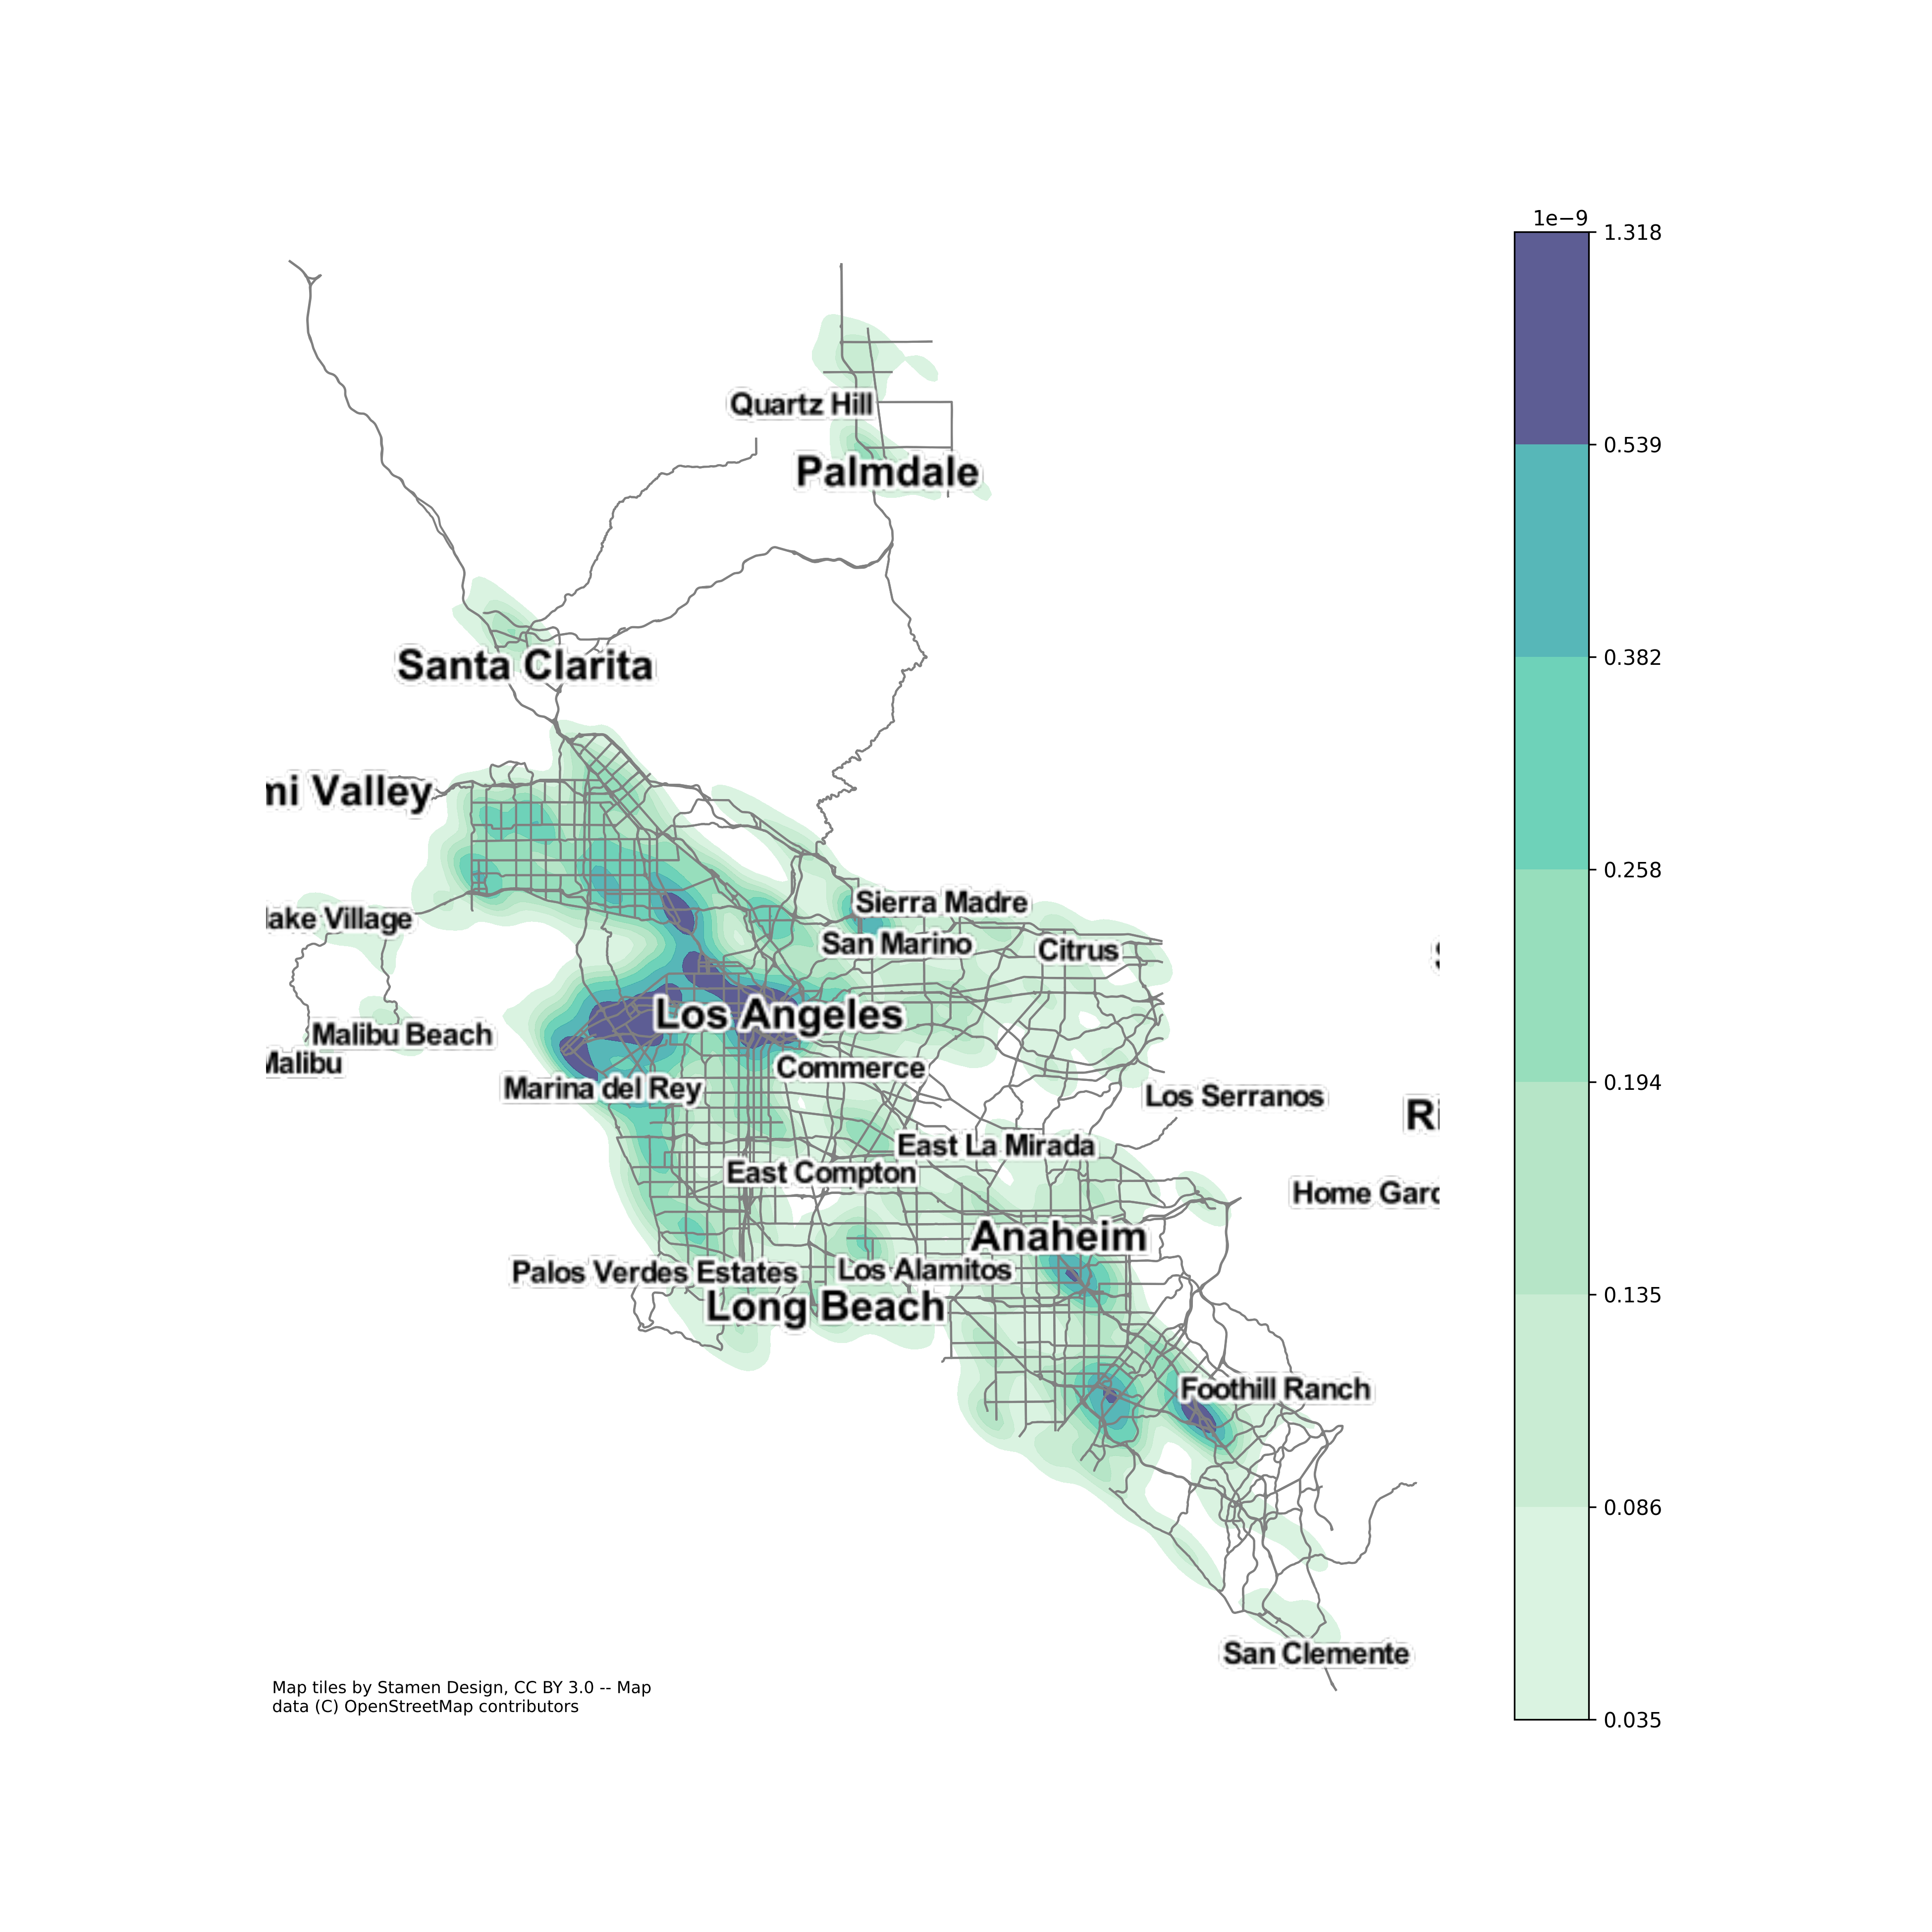 1e−9
1.318
Quartz Hill
0.539
Palmdale
Santa Clarita
0.382
mi Valley
0.258
Sierra Madre
lake Village
San Marino
Citrus
Los Angeles
Malibu Beach
Malibu
Commerce
0.194
Marina del Rey
Los Serranos
Ri
East La Mirada
East Compton
Home Gard
Anaheim
Palos Verdes Estates
Los Alamitos
0.135
Long Beach
Foothill Ranch
0.086
San Clemente
Map tiles by Stamen Design, CC BY 3.0 -- Map
data (C) OpenStreetMap contributors
0.035